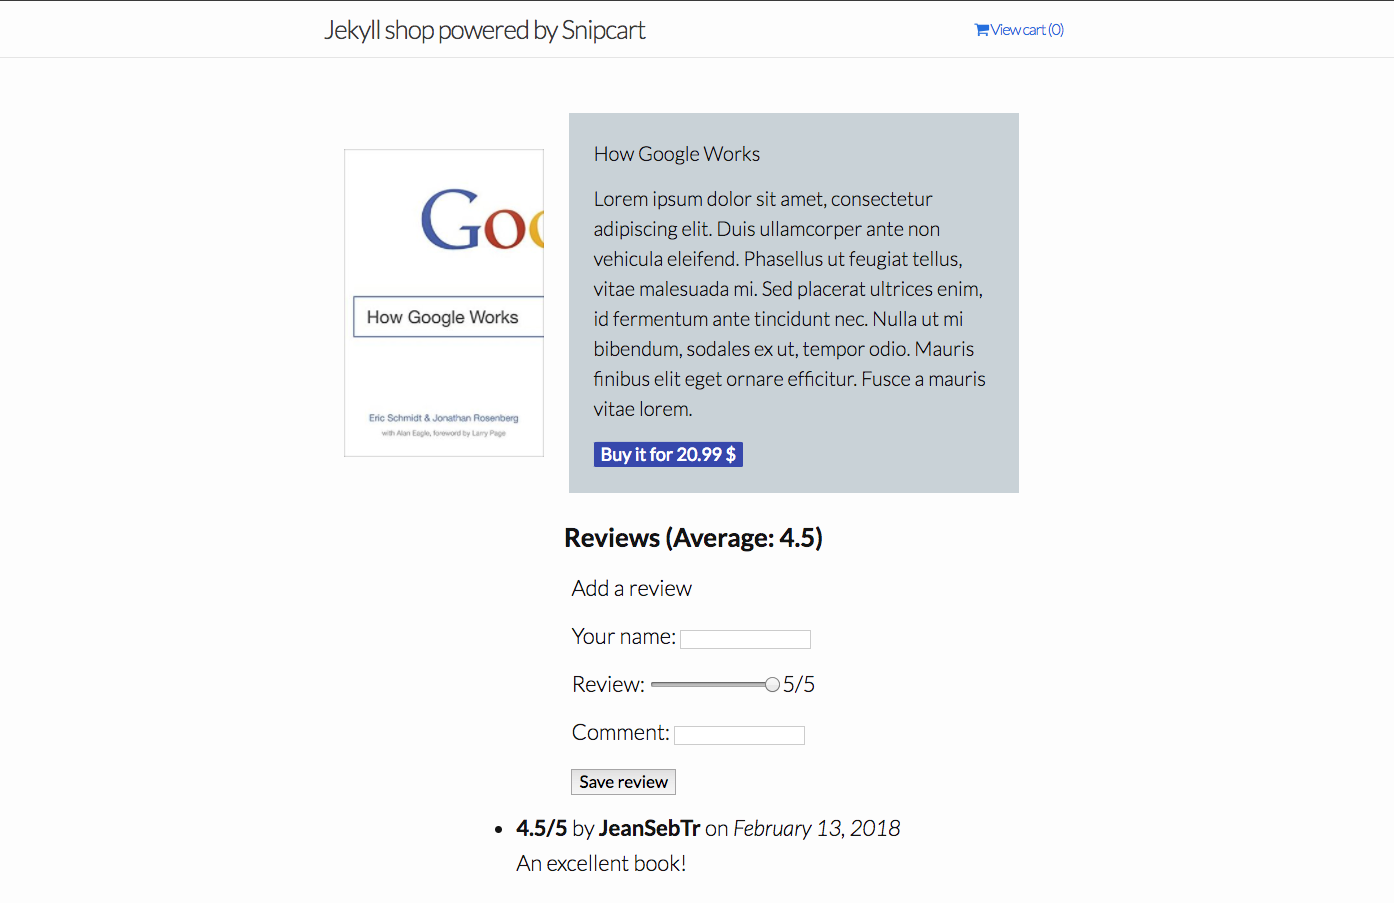 Jekyll shop powered by Snipcart
View cart (0)
Goo
How Google Works
Eric Schmidt & Jonathan Rosenberg
with Alan Eagle, foreword by Larry Page
How Google Works
Lorem ipsum dolor sit amet, consectetur
adipiscing elit. Duis ullamcorper ante non
vehicula eleifend. Phasellus ut feugiat tellus,
vitae malesuada mi. Sed placerat ultrices enim,
id fermentum ante tincidunt nec. Nulla ut mi
bibendum, sodales ex ut, tempor odio. Mauris
finibus elit eget ornare efficitur. Fusce a mauris
vitae lorem.
Buy it for 20.99 $
Reviews (Average: 4.5)
Add a review
Your name:
Review: 5/5
Comment:
Save review
4.5/5 by JeanSebTr on February 13, 2018
An excellent book!